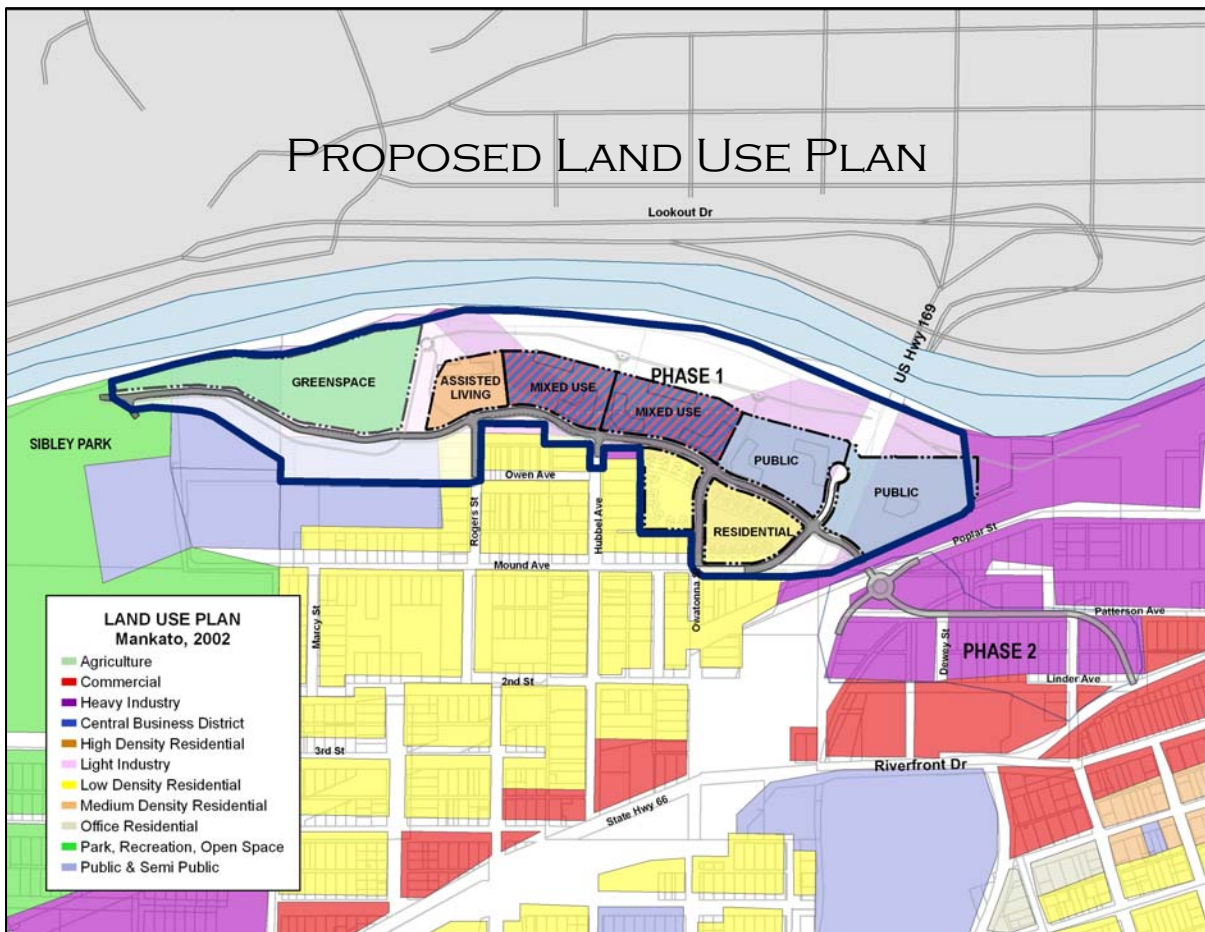 PROPOSED LAND USE PLAN
Lookout Dr
US Hwy 169
PHASE 1
GREENSPACE
ASSISTED
LIVING
MIXED USE
MIXED USE
PUBLIC
PUBLIC
SIBLEY PARK
Owen Ave
Rogers St
Hubbel Ave
RESIDENTIAL
Poplar St
Mound Ave
Owatonna S
Marcy St
Patterson Ave
Dewey St
PHASE 2
Linder Ave
2nd St
3rd St
Riverfront Dr
State Hwy 66
LAND USE PLAN
Mankato, 2002
Agriculture
Commercial
Heavy Industry
Central Business District
High Density Residential
Light Industry
Low Density Residential
Medium Density Residential
Office Residential
Park, Recreation, Open Space
Public & Semi Public